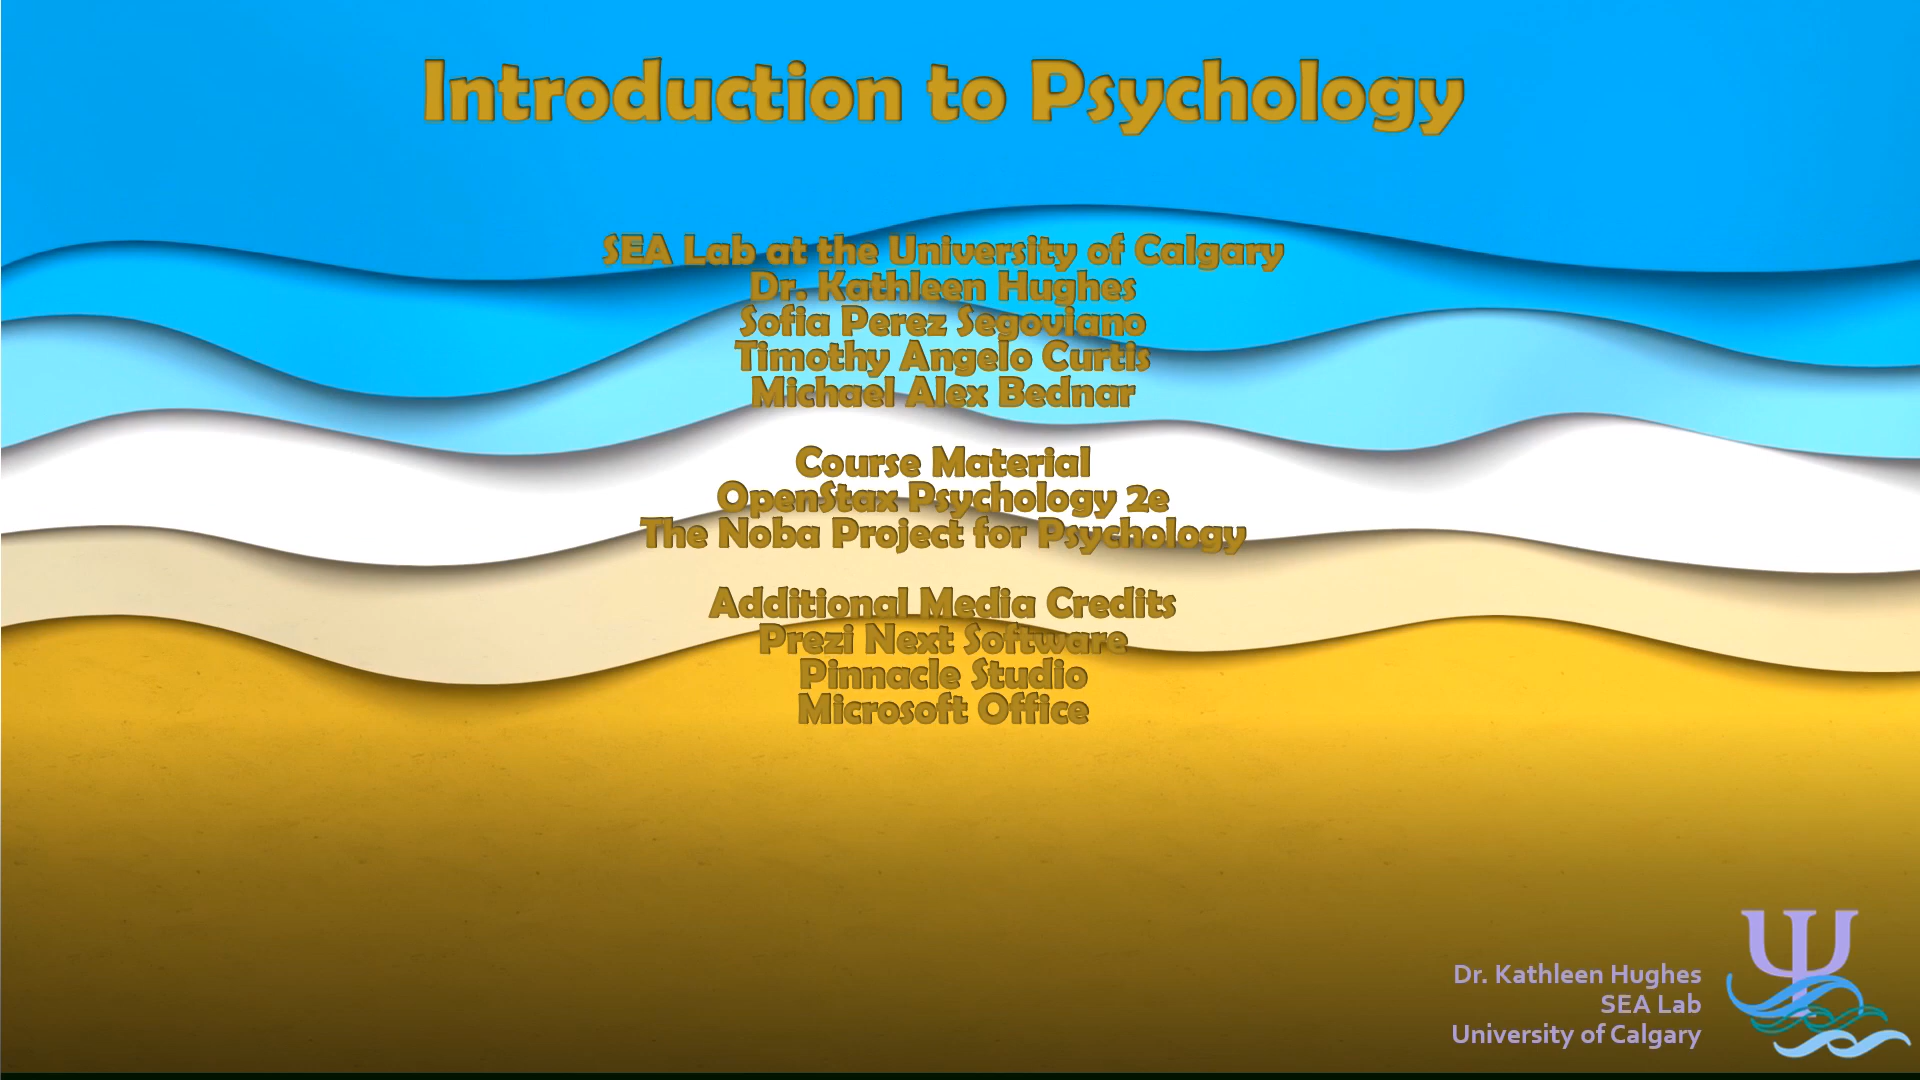 Introduction to Psychology
SEA Lab at the University of Calgary
Dr. Kathleen Hughes
Sofia Perez Segoviano
Timothy Angelo Curtis
Michael Alex Bednar
Course Material
OpenStax Psychology 2e
The Noba Project for Psychology
Additional Media Credits
Prezi Next Software
Pinnacle Studio
Microsoft Office
Dr. Kathleen Hughes
SEA Lab
University of Calgary
Ψ